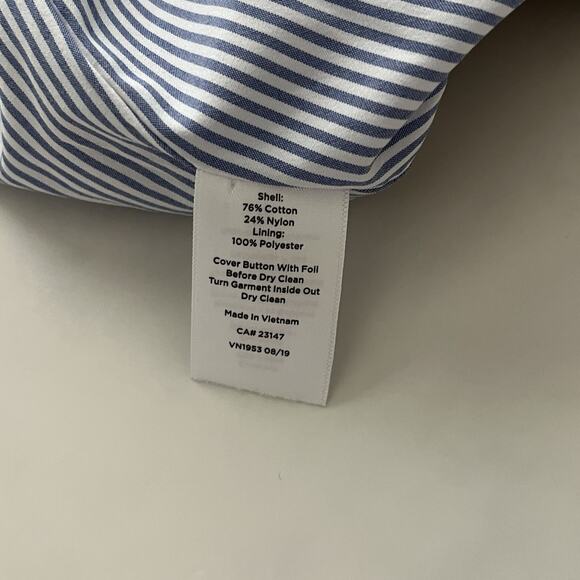 Shell:
76% Cotton
24% Nylon
Lining:
100% Polyester
Cover Button With Foil
Before Dry Clean
Turn Garment Inside Out
Dry Clean
Made In Vietnam
CA# 23147
VN1953 08/19